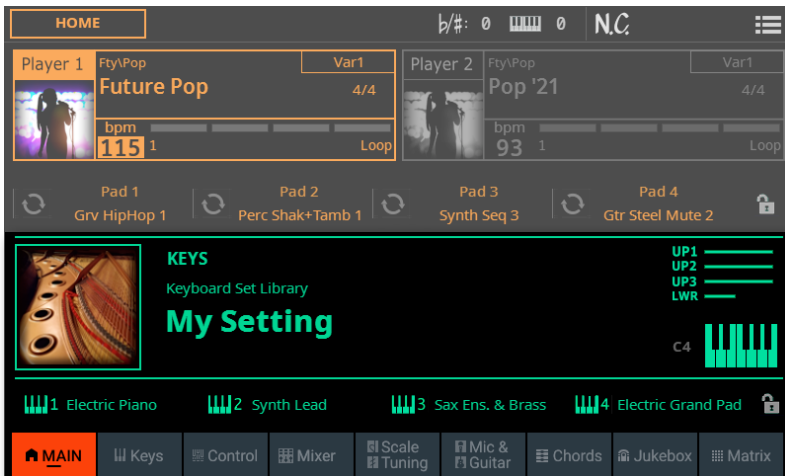 HOME
♭/#: 0 0 N.C.
Player 1 Fty\Pop Var1
Future Pop 4/4
bpm
115 1 Loop
Player 2 Fty\Pop Var1
Pop '21 4/4
bpm
93 1 Loop
Pad 1
Grv HipHop 1
Pad 2
Perc Shak+Tamb 1
Pad 3
Synth Seq 3
Pad 4
Gtr Steel Mute 2
KEYS
Keyboard Set Library
My Setting
UP1
UP2
UP3
LWR
C4
1 Electric Piano
2 Synth Lead
3 Sax Ens. & Brass
4 Electric Grand Pad
MAIN
Keys
Control
Mixer
Scale
Tuning
Mic &
Guitar
Chords
Jukebox
Matrix